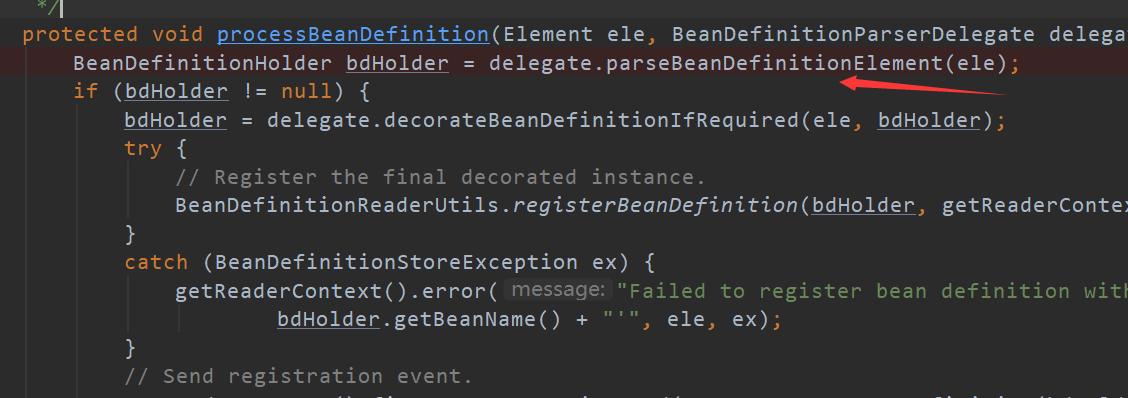 */
protected void processBeanDefinition(Element ele, BeanDefinitionParserDelegate delega
BeanDefinitionHolder bdHolder = delegate.parseBeanDefinitionElement(ele);
if (bdHolder != null) {
bdHolder = delegate.decorateBeanDefinitionIfRequired(ele, bdHolder);
try {
// Register the final decorated instance.
BeanDefinitionReaderUtils.registerBeanDefinition(bdHolder, getReaderContex
}
catch (BeanDefinitionStoreException ex) {
getReaderContext().error( message: "Failed to register bean definition with
bdHolder.getBeanName() + "'", ele, ex);
}
// Send registration event.